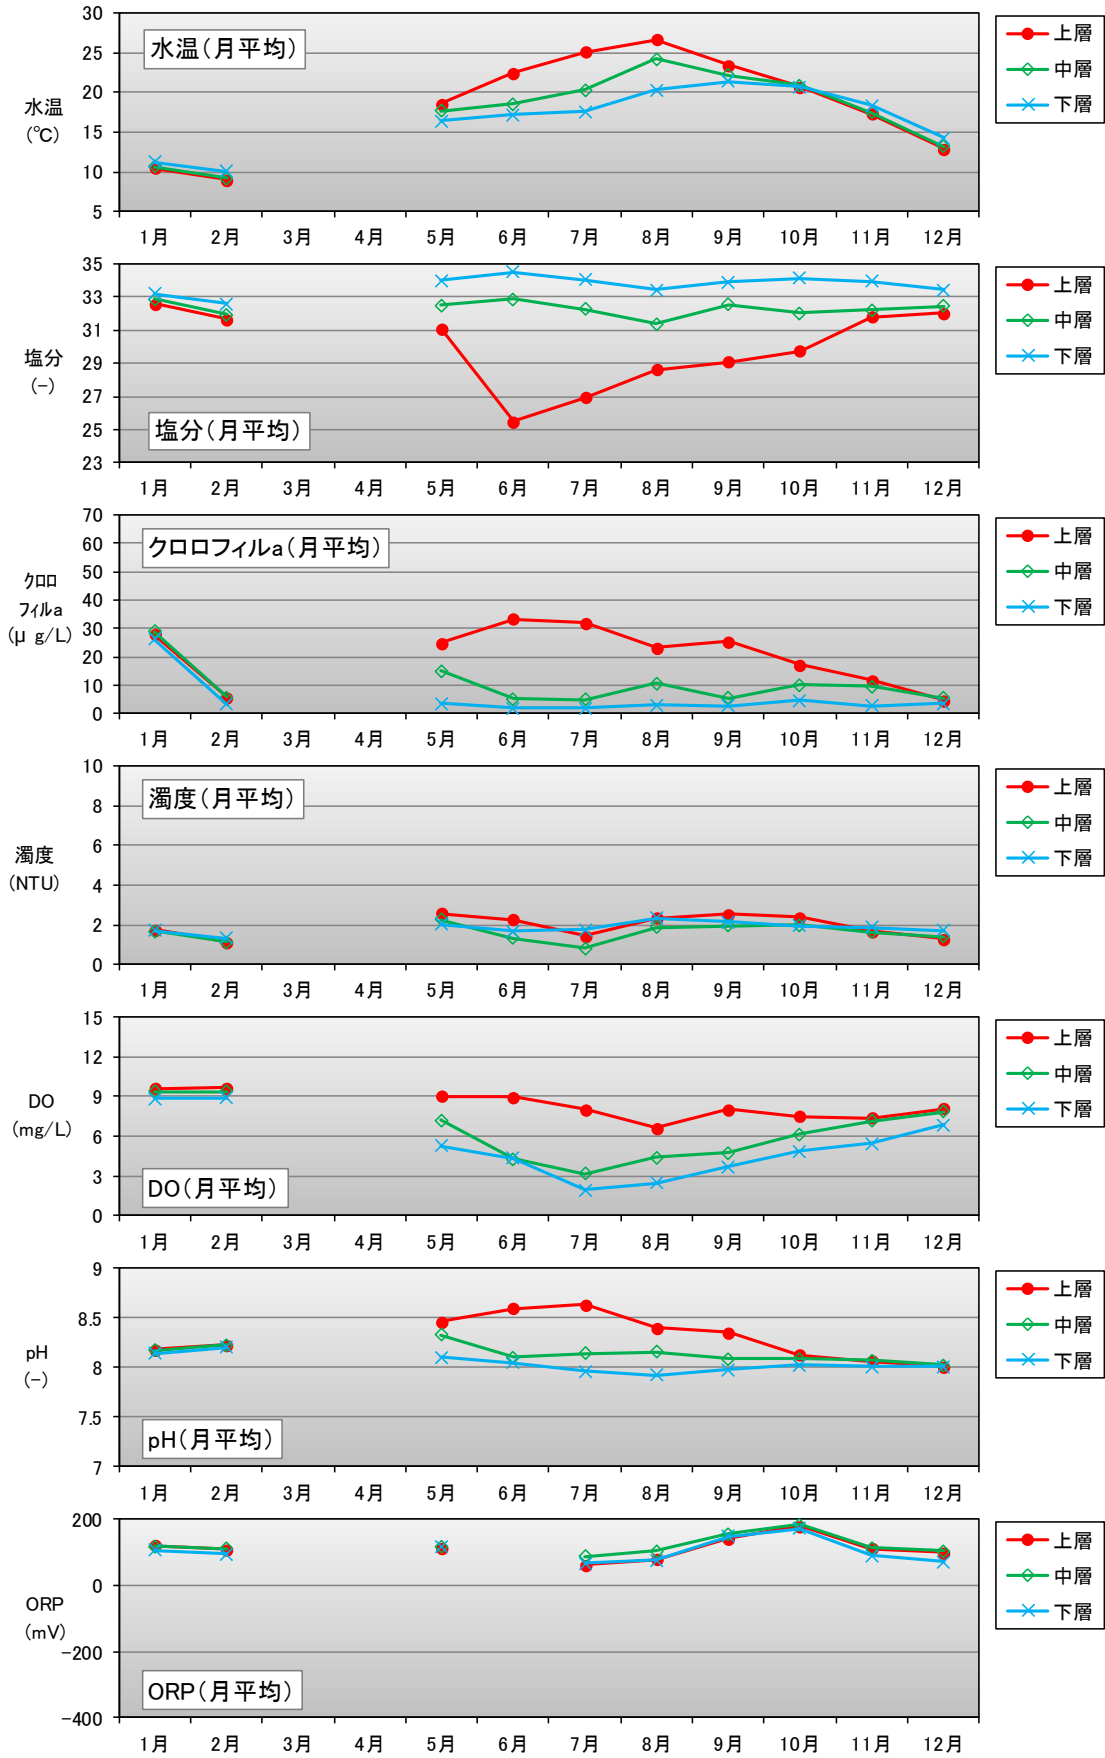 水温(月平均)
30
25
20
15
10
5
水温
(℃)
1月 2月 3月 4月 5月 6月 7月 8月 9月 10月 11月 12月
上層
中層
下層
35
33
31
29
27
25
23
塩分
(-)
塩分(月平均)
1月 2月 3月 4月 5月 6月 7月 8月 9月 10月 11月 12月
上層
中層
下層
クロロフィルa(月平均)
70
60
50
40
30
20
10
0
ｸﾛﾛ
ﾌｨﾙa
(μ g/L)
1月 2月 3月 4月 5月 6月 7月 8月 9月 10月 11月 12月
上層
中層
下層
濁度(月平均)
10
8
6
4
2
0
濁度
(NTU)
1月 2月 3月 4月 5月 6月 7月 8月 9月 10月 11月 12月
上層
中層
下層
15
12
9
6
3
0
DO
(mg/L)
DO(月平均)
1月 2月 3月 4月 5月 6月 7月 8月 9月 10月 11月 12月
上層
中層
下層
9
8.5
8
7.5
7
pH
(-)
pH(月平均)
1月 2月 3月 4月 5月 6月 7月 8月 9月 10月 11月 12月
上層
中層
下層
200
0
-200
-400
ORP
(mV)
ORP(月平均)
1月 2月 3月 4月 5月 6月 7月 8月 9月 10月 11月 12月
上層
中層
下層